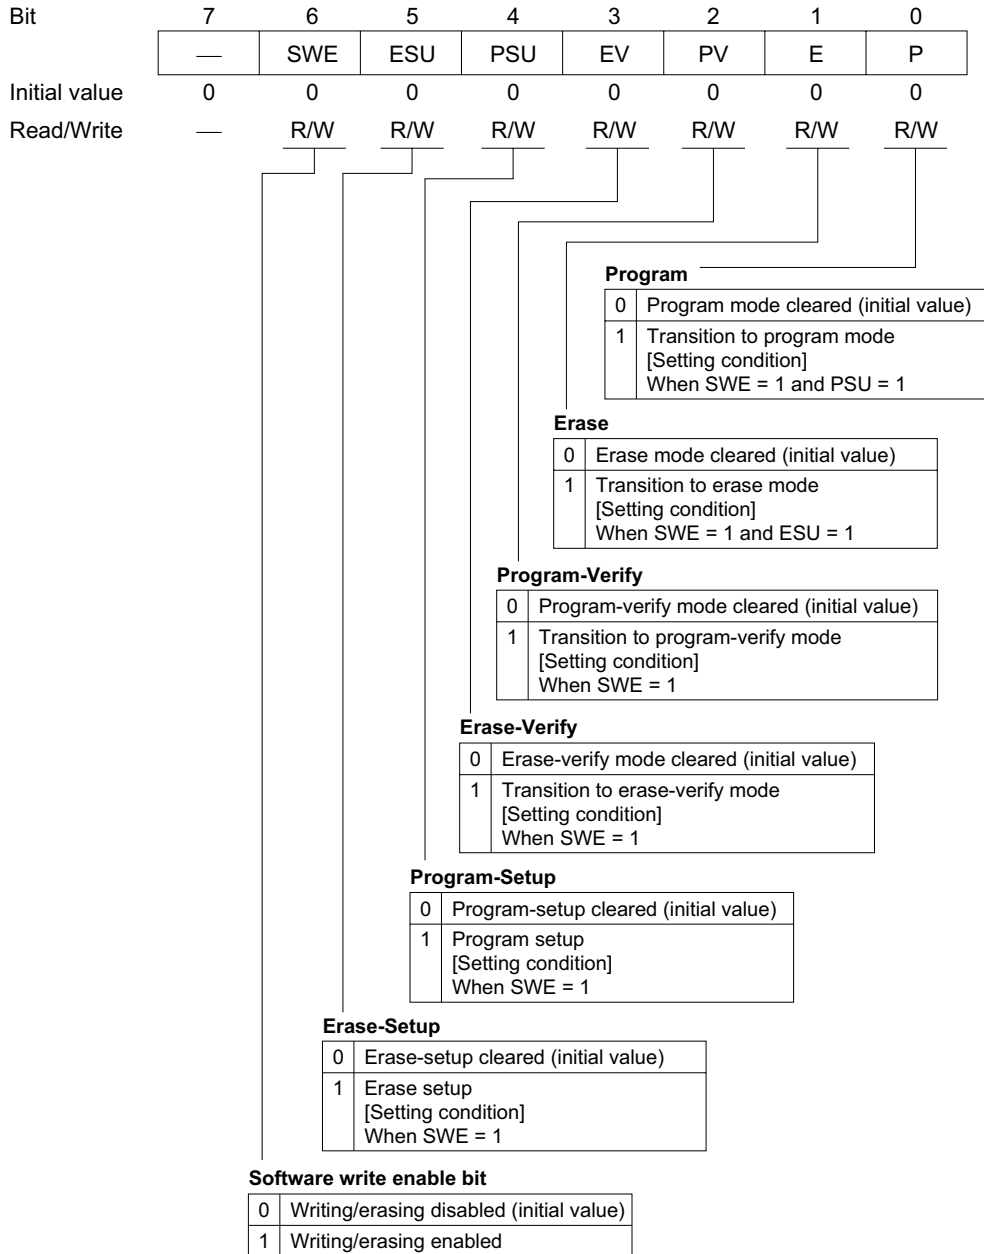 Bit 7 6 5 4 3 2 1 0
— SWE ESU PSU EV PV E P
Initial value 0 0 0 0 0 0 0 0
Read/Write — R/W R/W R/W R/W R/W R/W R/W
Program
0 Program mode cleared (initial value)
1 Transition to program mode
[Setting condition]
When SWE = 1 and PSU = 1
Erase
0 Erase mode cleared (initial value)
1 Transition to erase mode
[Setting condition]
When SWE = 1 and ESU = 1
Program-Verify
0 Program-verify mode cleared (initial value)
1 Transition to program-verify mode
[Setting condition]
When SWE = 1
Erase-Verify
0 Erase-verify mode cleared (initial value)
1 Transition to erase-verify mode
[Setting condition]
When SWE = 1
Program-Setup
0 Program-setup cleared (initial value)
1 Program setup
[Setting condition]
When SWE = 1
Erase-Setup
0 Erase-setup cleared (initial value)
1 Erase setup
[Setting condition]
When SWE = 1
Software write enable bit
0 Writing/erasing disabled (initial value)
1 Writing/erasing enabled